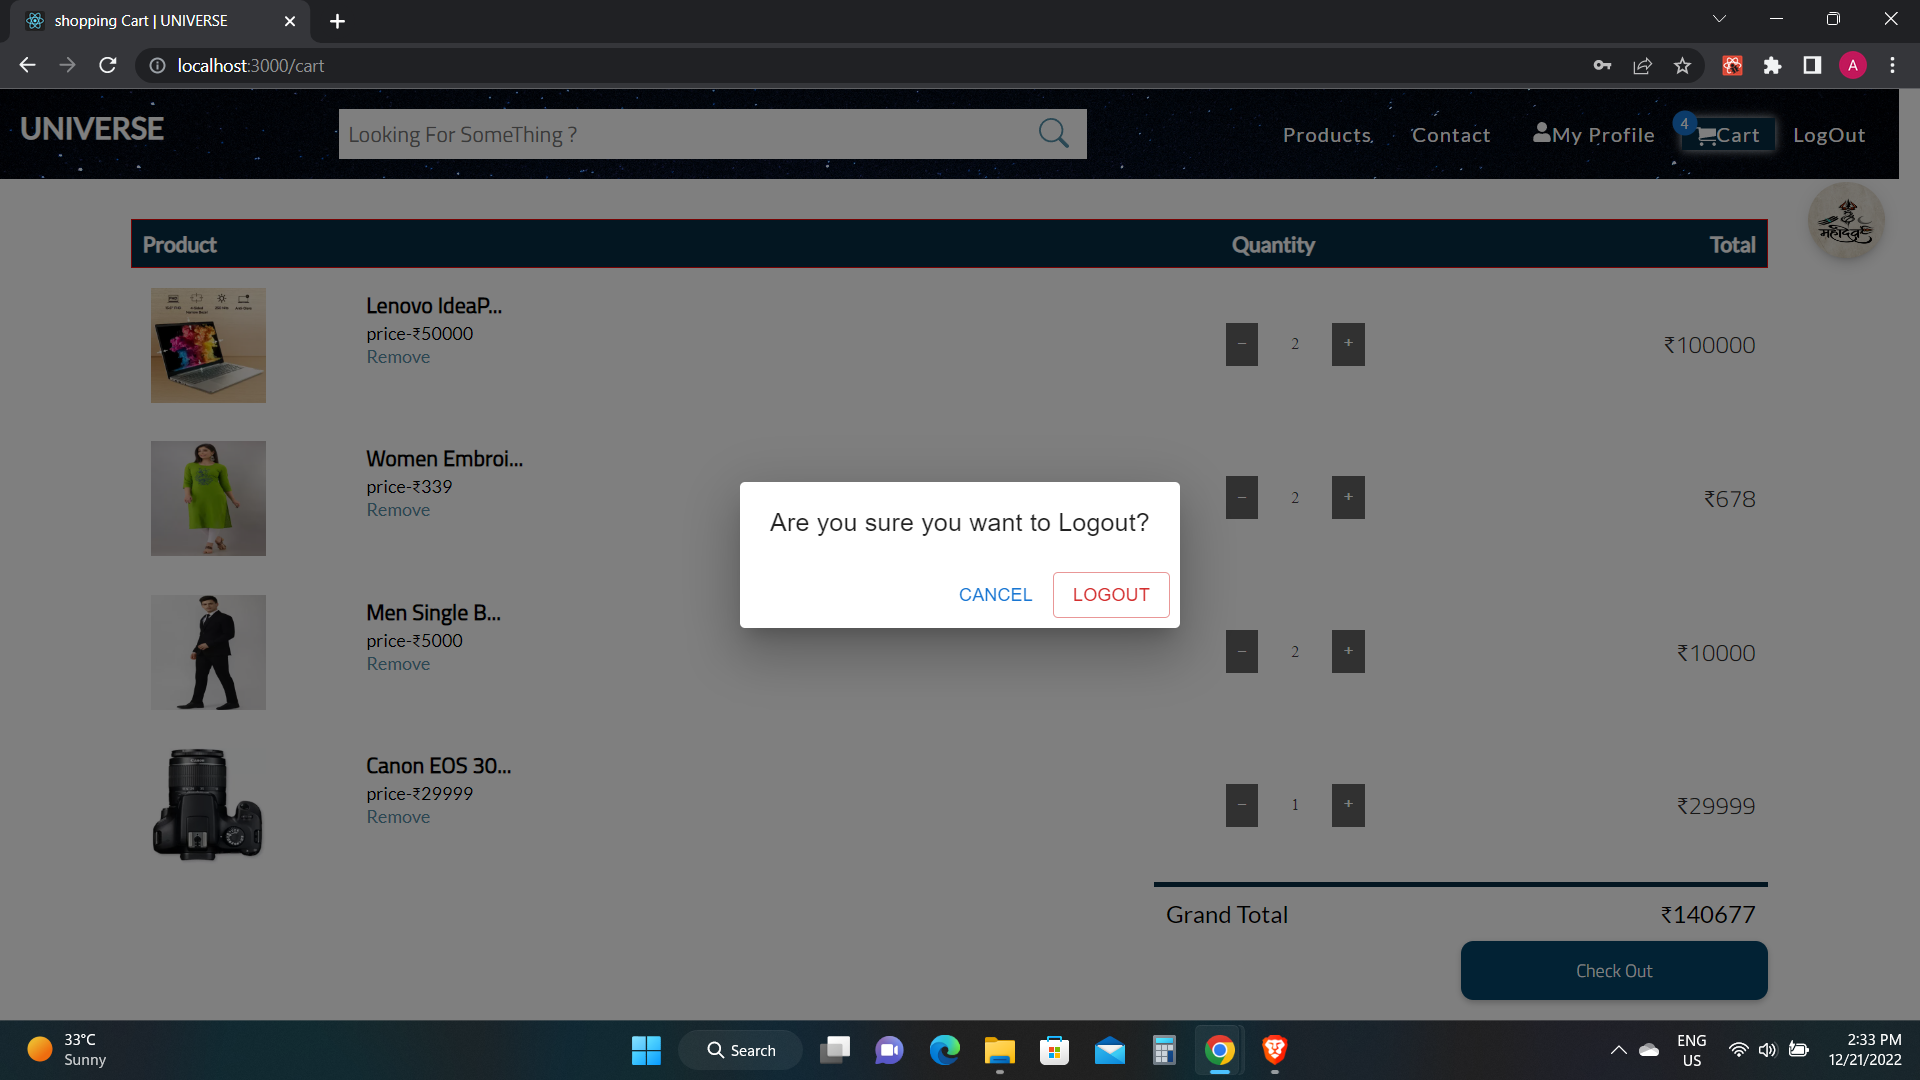 shopping Cart | UNIVERSE
localhost:3000/cart
A
UNIVERSE
Looking For SomeThing ?
Products
Contact
My Profile
4
Cart
LogOut
Product
Quantity
Total
Lenovo IdeaP...
price-₹50000
Remove
2
₹100000
Women Embroi...
price-₹339
Remove
2
₹678
Are you sure you want to Logout?
CANCEL
LOGOUT
Men Single B...
price-₹5000
Remove
2
₹10000
Canon EOS 30...
price-₹29999
Remove
1
₹29999
Grand Total
₹140677
Check Out
33°C
Sunny
Search
ENG
US
2:33 PM
12/21/2022